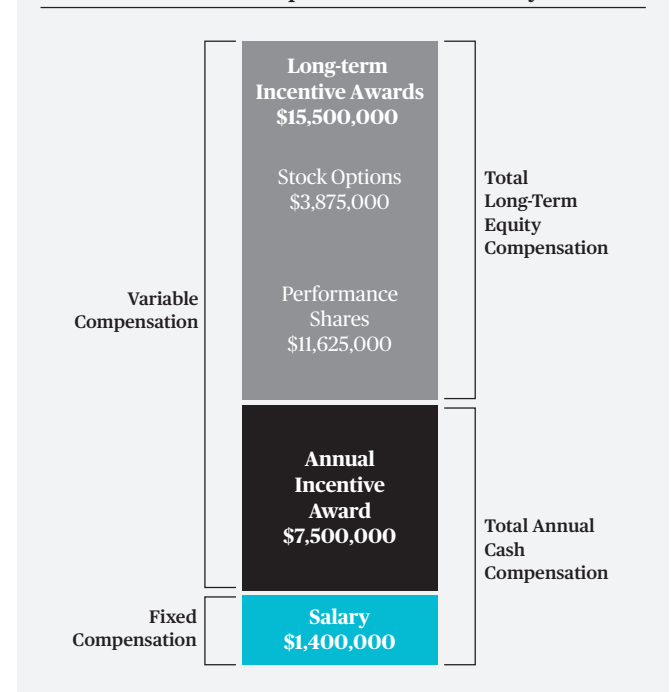 Long-term
Incentive Awards
$15,500,000
Stock Options
$3,875,000
Performance
Shares
$11,625,000
Total
Long-Term
Equity
Compensation
Variable
Compensation
Annual
Incentive
Award
$7,500,000
Total Annual
Cash
Compensation
Fixed
Compensation
Salary
$1,400,000